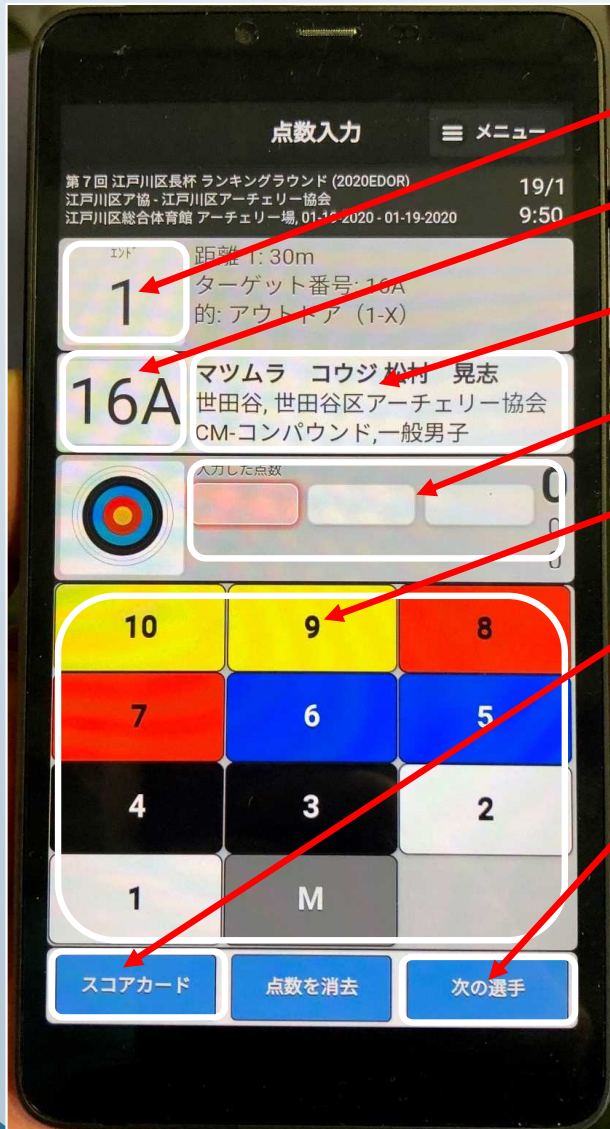 点数入力
☰ メニュー
第7回 江戸川区長杯 ランキングラウンド (2020EDOR)
19/1
江戸川区ア協 - 江戸川区アーチェリー協会
江戸川区総合体育館 アーチェリー場, 01-19-2020 - 01-19-2020
9:50
エンド
1
距離 1: 30m
ターゲット番号: 16A
的: アウトドア (1-X)
16A
マツムラ コウジ 松村 晃志
世田谷, 世田谷区アーチェリー協会
CM-コンパウンド,一般男子
入力した点数
0
0
0
10 9 8
7 6 5
4 3 2
1 M
スコアカード 点数を消去 次の選手